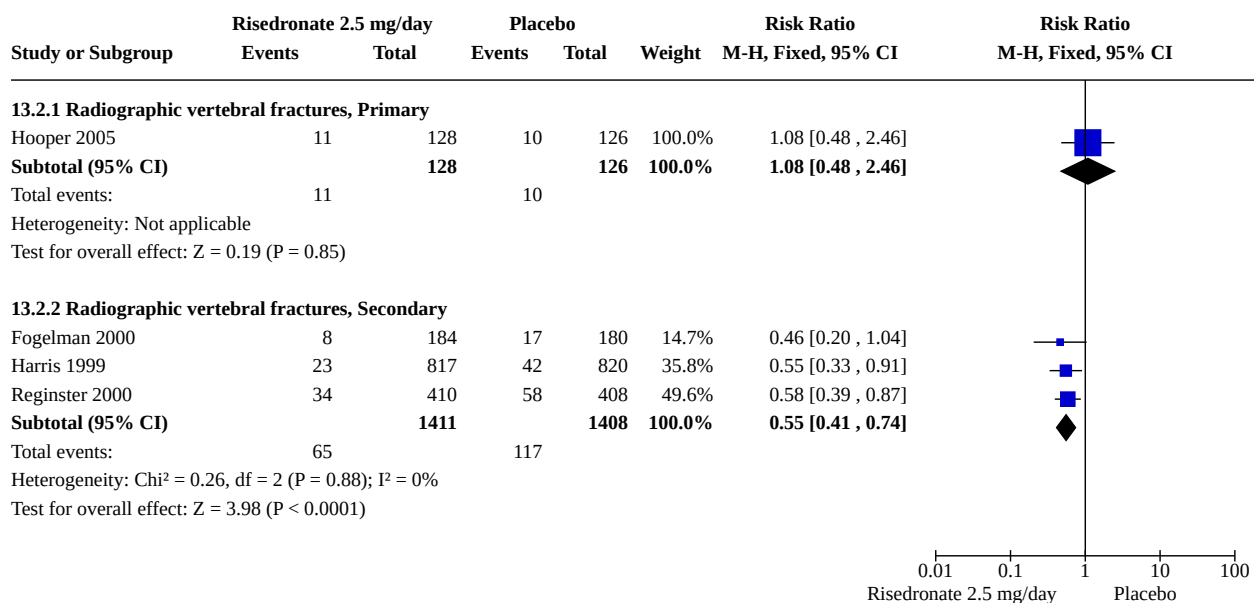 Risedronate 2.5 mg/day Placebo Risk Ratio Risk Ratio
Study or Subgroup Events Total Events Total Weight M-H, Fixed, 95% CI M-H, Fixed, 95% CI
13.2.1 Radiographic vertebral fractures, Primary
Hooper 2005 11 128 10 126 100.0% 1.08 [0.48 , 2.46]
Subtotal (95% CI) 128 126 100.0% 1.08 [0.48 , 2.46]
Total events: 11 10
Heterogeneity: Not applicable
Test for overall effect: Z = 0.19 (P = 0.85)
13.2.2 Radiographic vertebral fractures, Secondary
Fogelman 2000 8 184 17 180 14.7% 0.46 [0.20 , 1.04]
Harris 1999 23 817 42 820 35.8% 0.55 [0.33 , 0.91]
Reginster 2000 34 410 58 408 49.6% 0.58 [0.39 , 0.87]
Subtotal (95% CI) 1411 1408 100.0% 0.55 [0.41 , 0.74]
Total events: 65 117
Heterogeneity: Chi² = 0.26, df = 2 (P = 0.88); I² = 0%
Test for overall effect: Z = 3.98 (P < 0.0001)
0.01 0.1 1 10 100
Risedronate 2.5 mg/day Placebo